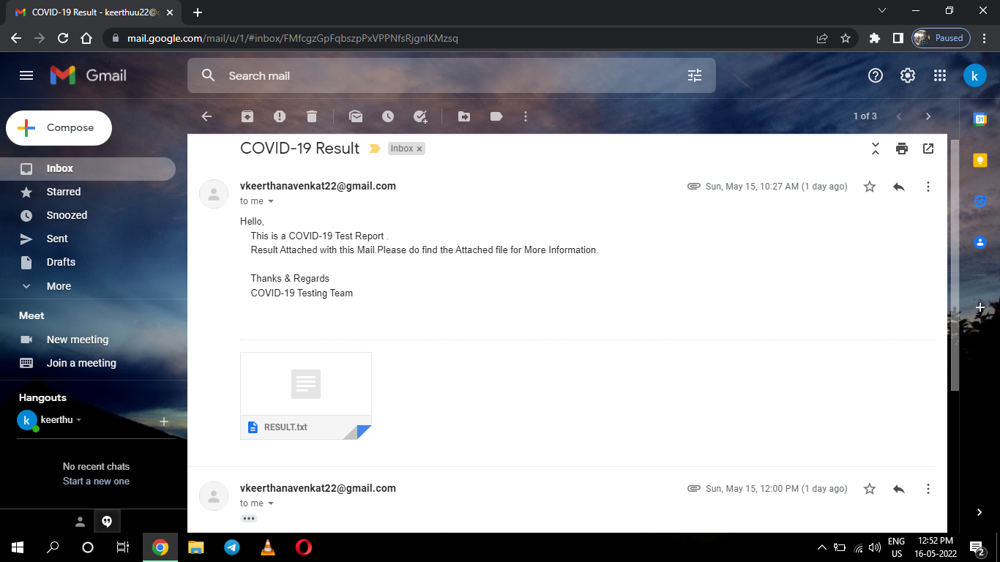 COVID-19 Result - keerthuu22@
mail.google.com/mail/u/1/#inbox/FMfcgzGpFqbszpPxVPPNfsRjgnlKMzsq
Paused
Gmail
Search mail
k
Compose
1 of 3
31
Inbox
Starred
Snoozed
Sent
Drafts
More
Meet
New meeting
Join a meeting
Hangouts
k keerthu
No recent chats
Start a new one
COVID-19 Result Inbox ×
vkeerthanavenkat22@gmail.com Sun, May 15, 10:27 AM (1 day ago)
to me
Hello,
This is a COVID-19 Test Report .
Result Attached with this Mail.Please do find the Attached file for More Information.
Thanks & Regards
COVID-19 Testing Team
RESULT.txt
vkeerthanavenkat22@gmail.com Sun, May 15, 12:00 PM (1 day ago)
to me
ENG 12:52 PM
US 16-05-2022
2